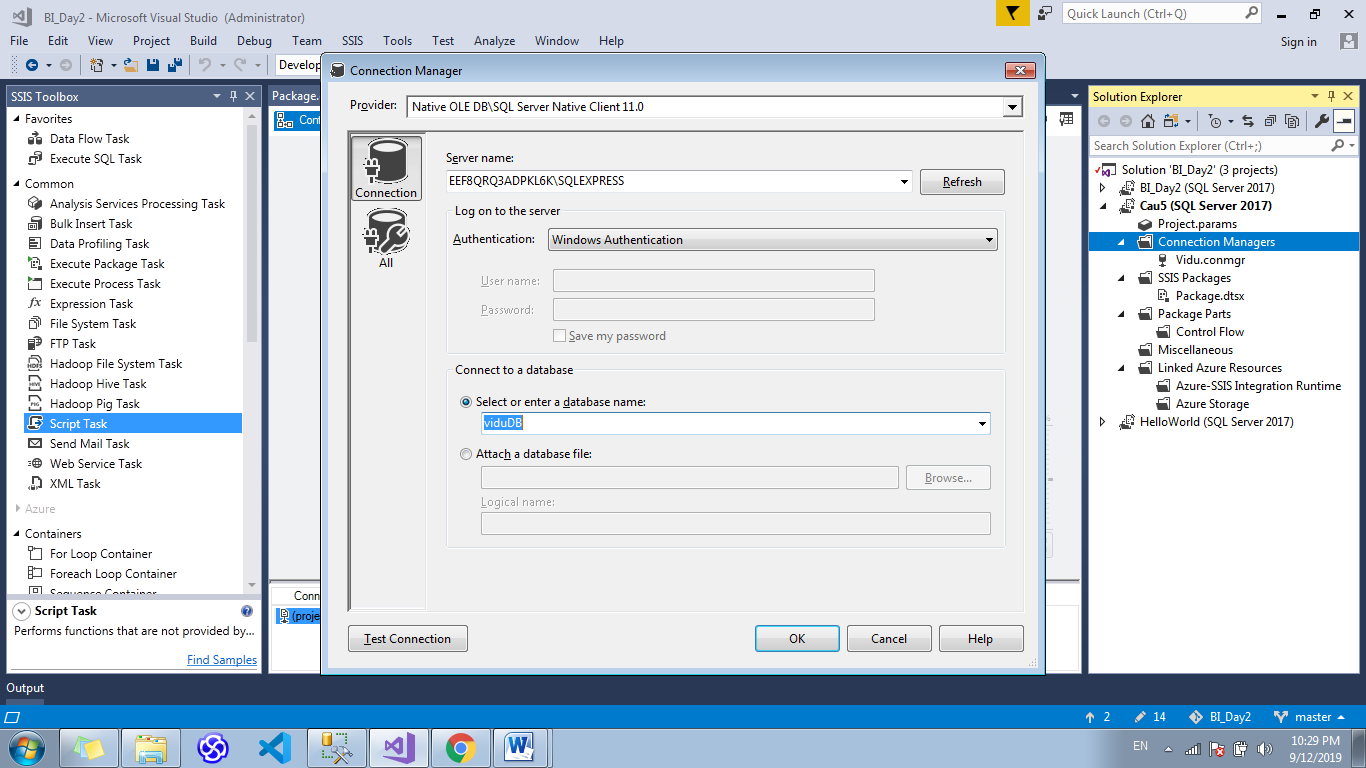 BI_Day2 - Microsoft Visual Studio (Administrator)
Quick Launch (Ctrl+Q)
File Edit View Project Build Debug Team SSIS Tools Test Analyze Window Help
Sign in
Develop
SSIS Toolbox
Favorites
Data Flow Task
Execute SQL Task
Common
Analysis Services Processing Task
Bulk Insert Task
Data Profiling Task
Execute Package Task
Execute Process Task
Expression Task
File System Task
FTP Task
Hadoop File System Task
Hadoop Hive Task
Hadoop Pig Task
Script Task
Send Mail Task
Web Service Task
XML Task
Azure
Containers
For Loop Container
Foreach Loop Container
Sequence Container
Script Task
Performs functions that are not provided by...
Find Samples
Package.
Con
Conn
(proje
Connection Manager
Provider: Native OLE DB\SQL Server Native Client 11.0
Connection
All
Server name:
EEF8QRQ3ADPKL6K\SQLEXPRESS
Refresh
Log on to the server
Authentication: Windows Authentication
User name:
Password:
Save my password
Connect to a database
Select or enter a database name:
viduDB
Attach a database file:
Browse...
Logical name:
Test Connection
OK
Cancel
Help
Solution Explorer
Search Solution Explorer (Ctrl+;)
Solution 'BI_Day2' (3 projects)
BI_Day2 (SQL Server 2017)
Cau5 (SQL Server 2017)
Project.params
Connection Managers
Vidu.conmgr
SSIS Packages
Package.dtsx
Package Parts
Control Flow
Miscellaneous
Linked Azure Resources
Azure-SSIS Integration Runtime
Azure Storage
HelloWorld (SQL Server 2017)
Output
2
14
BI_Day2
master
EN
10:29 PM
9/12/2019